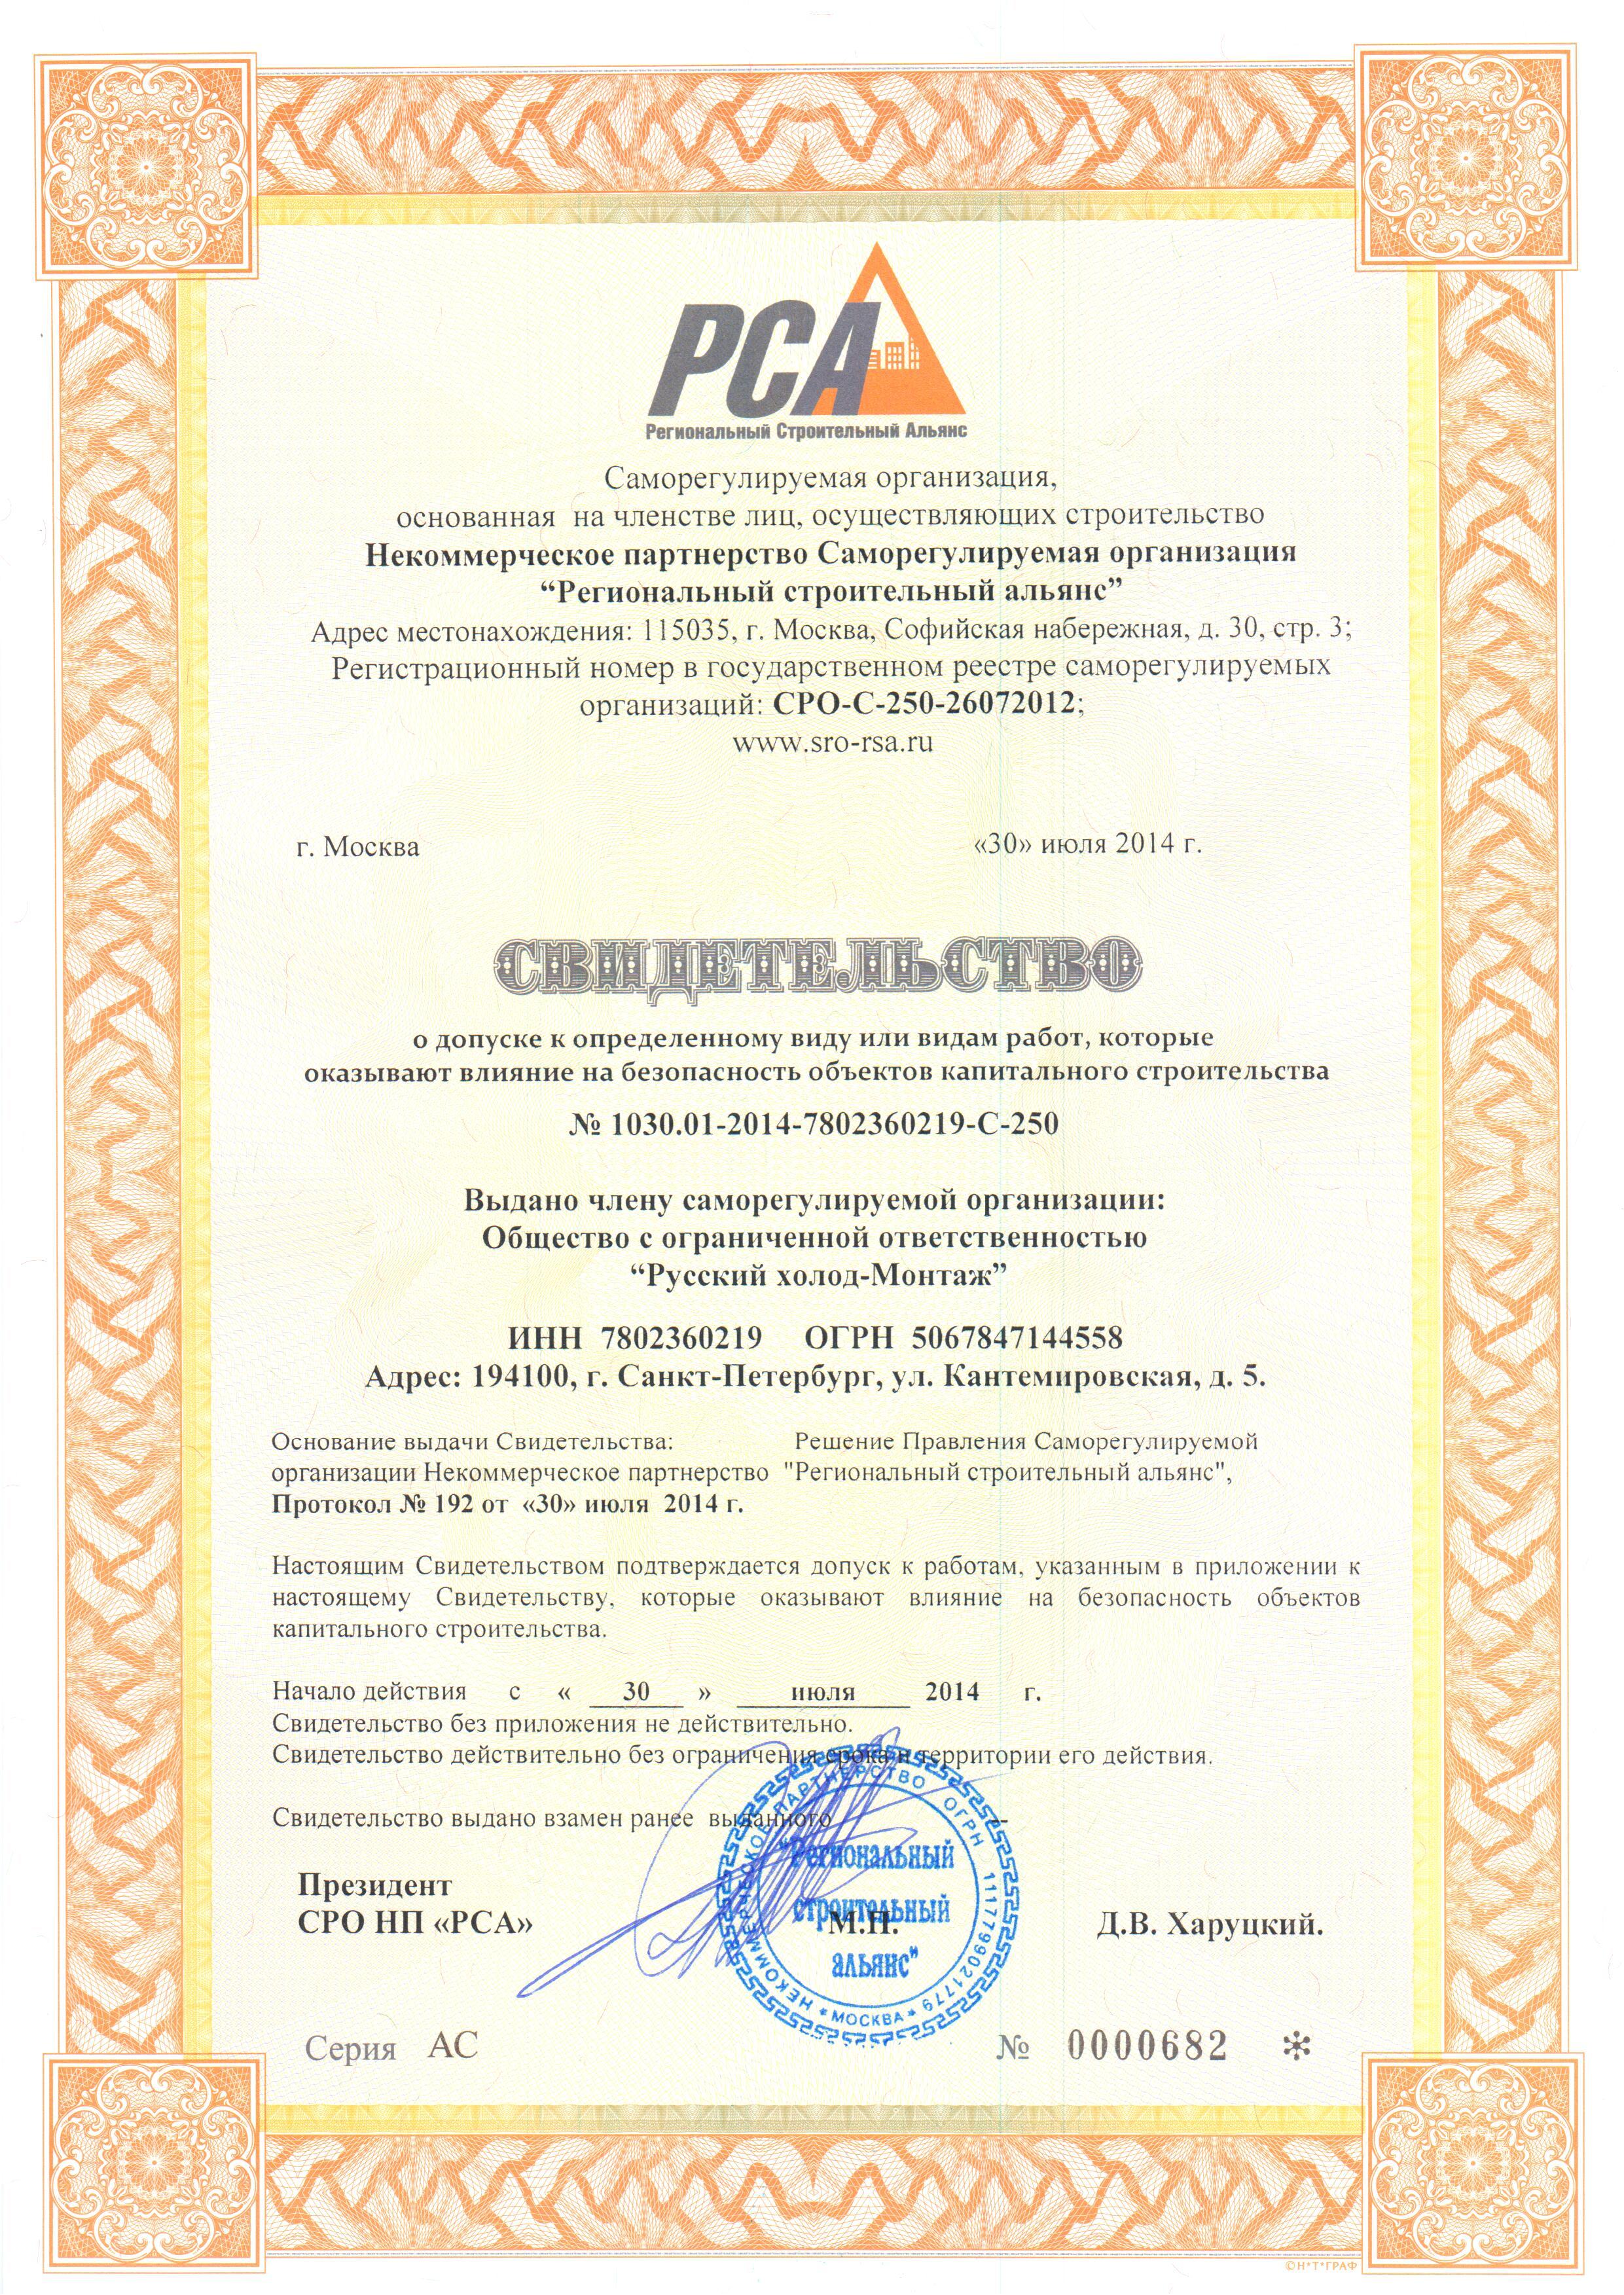 РСА
Региональный Строительный Альянс
Саморегулируемая организация,
основанная на членстве лиц, осуществляющих строительство
Некоммерческое партнерство Саморегулируемая организация
“Региональный строительный альянс”
Адрес местонахождения: 115035, г. Москва, Софийская набережная, д. 30, стр. 3;
Регистрационный номер в государственном реестре саморегулируемых
организаций: СРО-С-250-26072012;
www.sro-rsa.ru
г. Москва «30» июля 2014 г.
СВИДЕТЕЛЬСТВО
о допуске к определенному виду или видам работ, которые
оказывают влияние на безопасность объектов капитального строительства
№ 1030.01-2014-7802360219-С-250
Выдано члену саморегулируемой организации:
Общество с ограниченной ответственностью
“Русский холод-Монтаж”
ИНН 7802360219 ОГРН 5067847144558
Адрес: 194100, г. Санкт-Петербург, ул. Кантемировская, д. 5.
Основание выдачи Свидетельства: Решение Правления Саморегулируемой
организации Некоммерческое партнерство "Региональный строительный альянс",
Протокол № 192 от «30» июля 2014 г.
Настоящим Свидетельством подтверждается допуск к работам, указанным в приложении к
настоящему Свидетельству, которые оказывают влияние на безопасность объектов
капитального строительства.
Начало действия с « 30 » июля 2014 г.
Свидетельство без приложения не действительно.
Свидетельство действительно без ограничения срока и территории его действия.
Свидетельство выдано взамен ранее выданного --
НЕКОММЕРЧЕСКОЕ ПАРТНЕРСТВО ОГРН 1117799021779
* МОСКВА *
"Региональный
строительный
альянс"
Президент
СРО НП «РСА» М.П. Д.В. Харуцкий.
Серия АС № 0000682 *
©Н*Т*ГРАФ